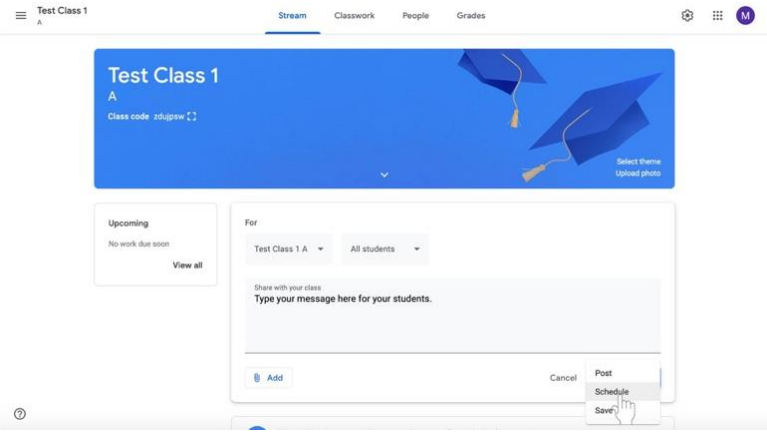 Test Class 1
A
Stream Classwork People Grades
M
Test Class 1
A
Class code zdujpsw
Select theme
Upload photo
Upcoming
No work due soon
View all
For
Test Class 1 A All students
Share with your class
Type your message here for your students.
Add
Cancel
Post
Schedule
Save